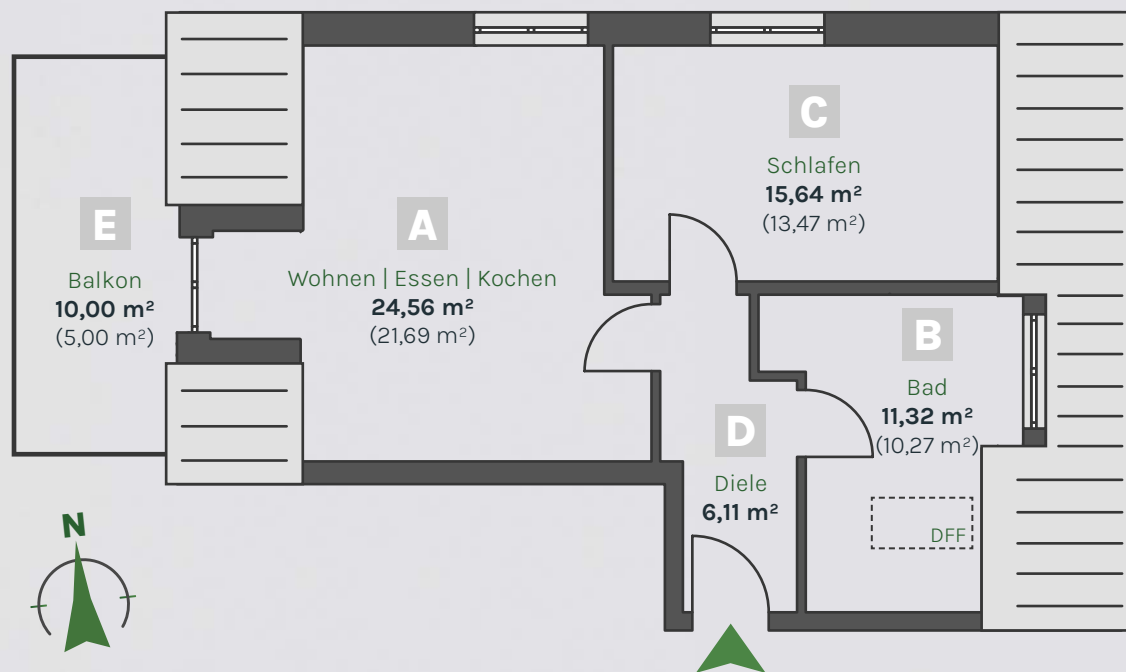 C
Schlafen
15,64 m²
(13,47 m²)
E
Balkon
10,00 m²
(5,00 m²)
A
Wohnen | Essen | Kochen
24,56 m²
(21,69 m²)
B
Bad
11,32 m²
(10,27 m²)
D
Diele
6,11 m²
DFF
N